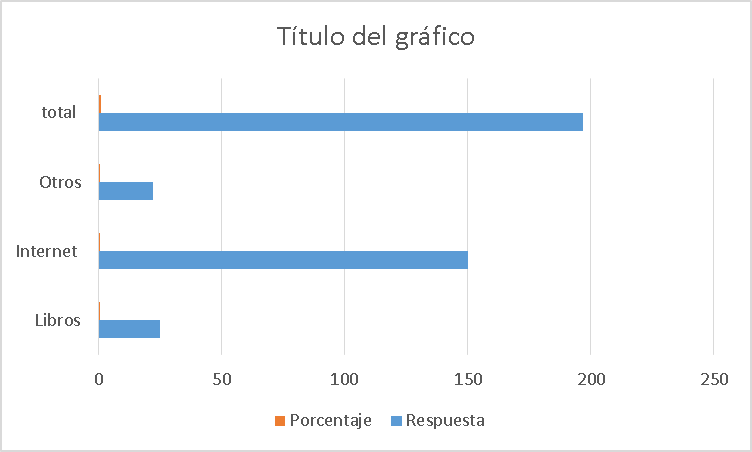 Título del gráfico
total
Otros
Internet
Libros
0 50 100 150 200 250
Porcentaje Respuesta